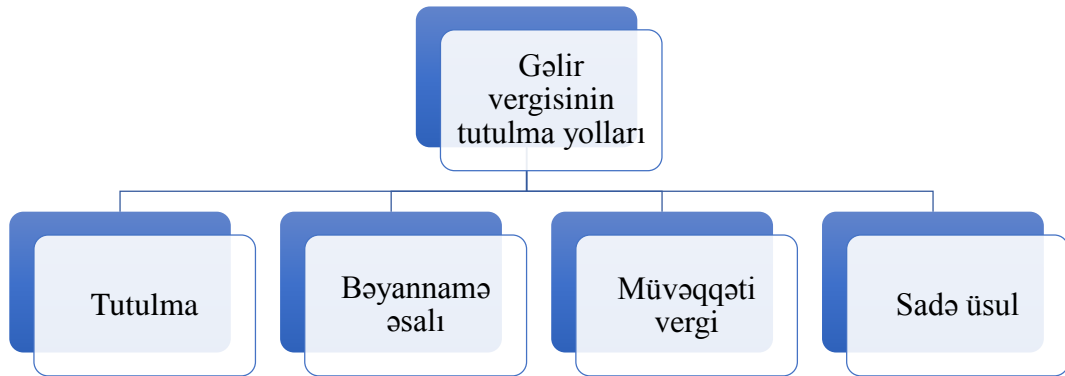 Gəlir
vergisinin
tutulma yolları
Tutulma
Bəyannamə
əsalı
Müvəqqəti
vergi
Sadə üsul